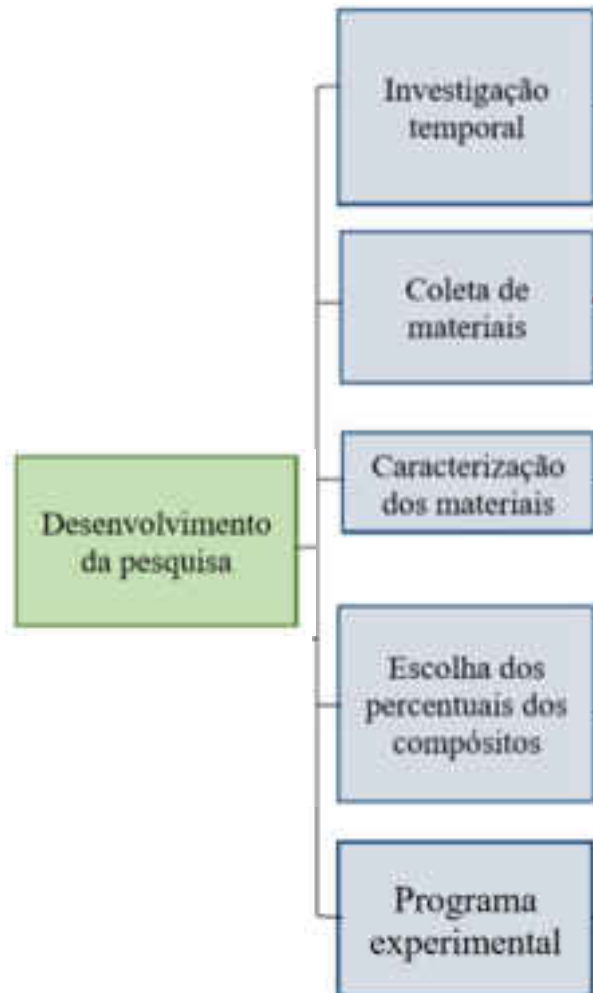 Investigação
temporal
Coleta de
materiais
Caracterização
dos materiais
Desenvolvimento
da pesquisa
Escolha dos
percentuais dos
compósitos
Programa
experimental